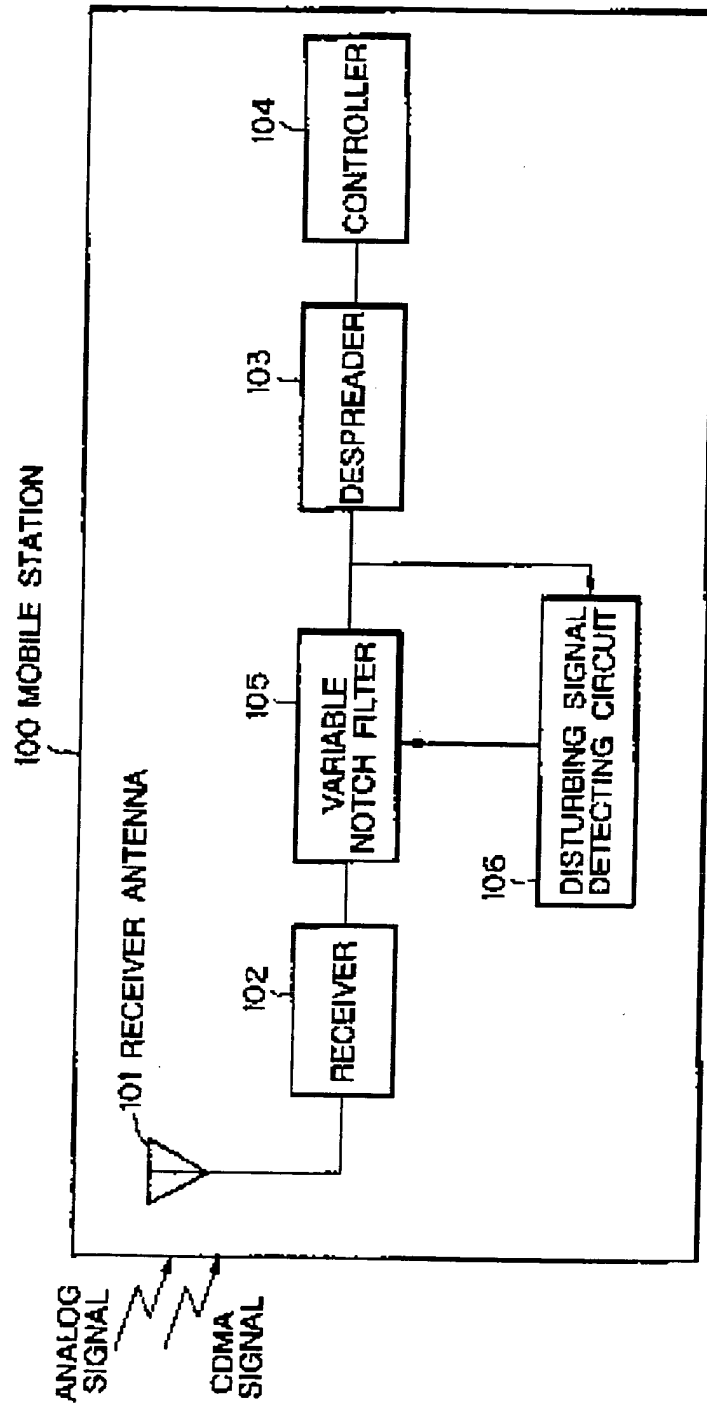 100 MOBILE STATION
ANALOG
SIGNAL
CDMA
SIGNAL
101 RECEIVER ANTENNA
102
RECEIVER
105
VARIABLE
NOTCH FILTER
103
DESPREADER
104
CONTROLLER
106
DISTURBING SIGNAL
DETECTING CIRCUIT